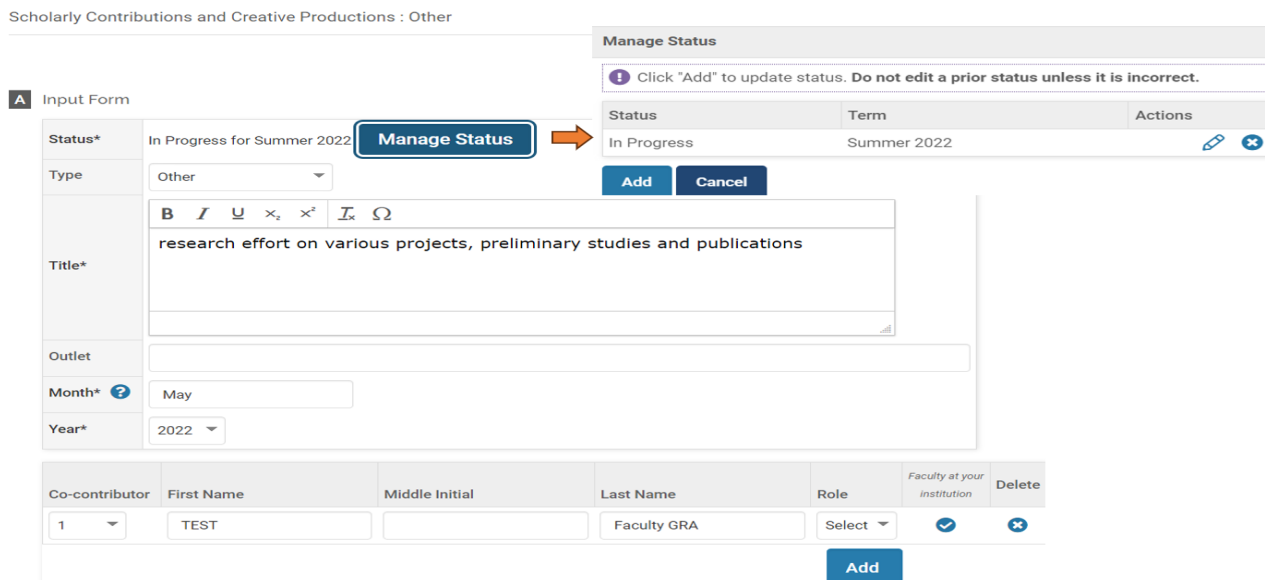 Scholarly Contributions and Creative Productions : Other
Manage Status
! Click "Add" to update status. Do not edit a prior status unless it is incorrect.
Status Term Actions
In Progress Summer 2022
Add Cancel
A Input Form
Status* In Progress for Summer 2022 Manage Status
Type Other
B I U x₂ x² Tx Ω
Title* research effort on various projects, preliminary studies and publications
Outlet
Month* ? May
Year* 2022
Co-contributor First Name Middle Initial Last Name Role Faculty at your institution Delete
1 TEST Faculty GRA Select
Add